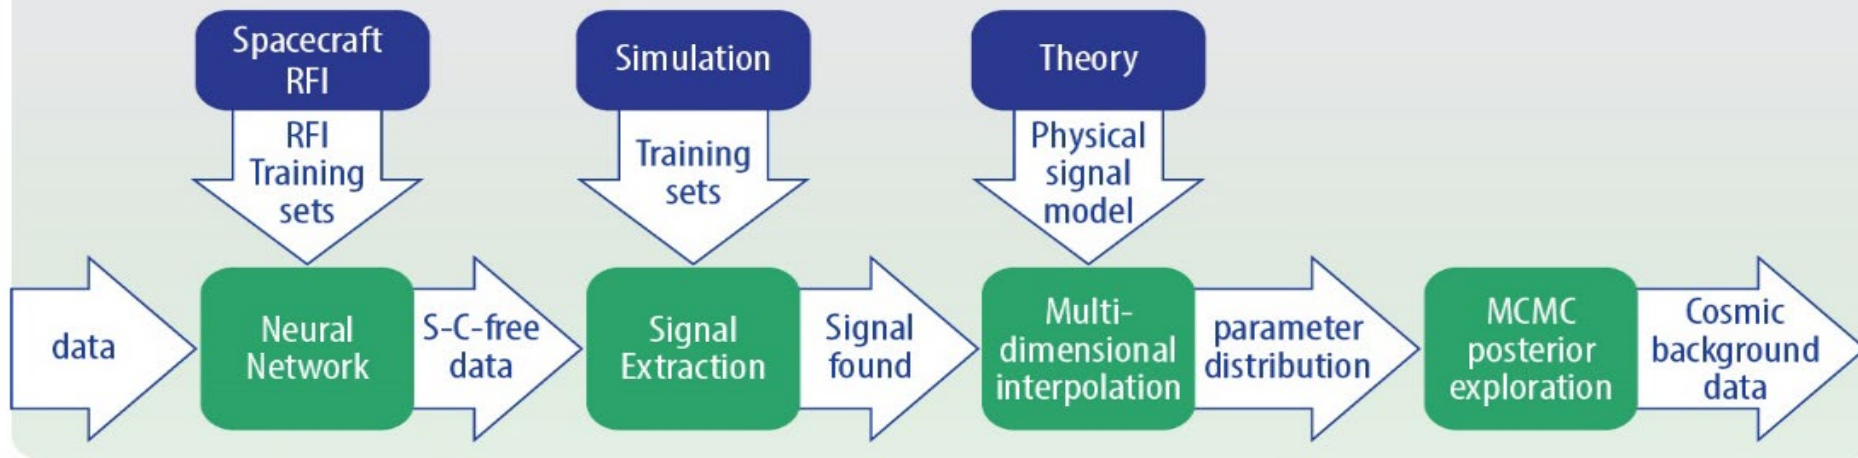 Spacecraft
RFI
Simulation
Theory
RFI
Training
sets
Training
sets
Physical
signal
model
data
Neural
Network
S-C-free
data
Signal
Extraction
Signal
found
Multi-
dimensional
interpolation
parameter
distribution
MCMC
posterior
exploration
Cosmic
background
data